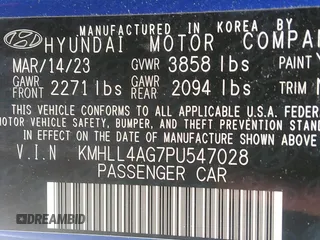 MANUFACTURED IN KOREA BY
HYUNDAI MOTOR COMPA
MAR/14/23 GVWR 3858 lbs PAINT
GAWR FRONT 2271 lbs GAWR REAR 2094 lbs TRIM
THIS VEHICLE CONFORMS TO ALL APPLICABLE U.S.A. FEDER
MOTOR VEHICLE SAFETY, BUMPER, AND THEFT PREVENTION STAN
IN EFFECT ON THE DATE OF MANUFACTURE SHOWN ABOVE.
V.I.N KMHLL4AG7PU547028
PASSENGER CAR
DREAMBID